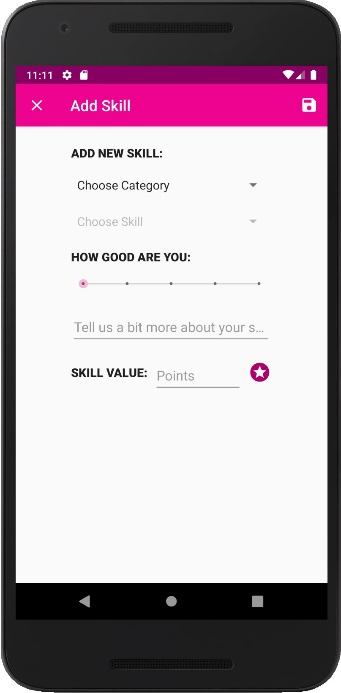 11:11
Add Skill
ADD NEW SKILL:
Choose Category
Choose Skill
HOW GOOD ARE YOU:
Tell us a bit more about your s...
SKILL VALUE: Points